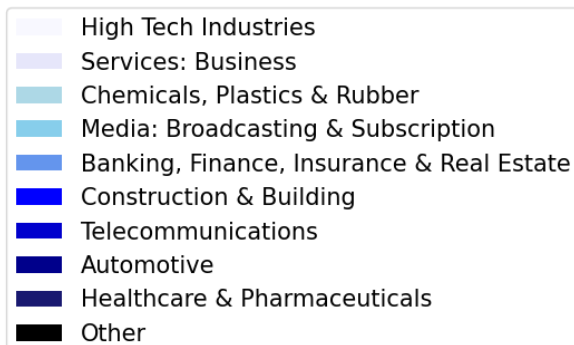 High Tech Industries
Services: Business
Chemicals, Plastics & Rubber
Media: Broadcasting & Subscription
Banking, Finance, Insurance & Real Estate
Construction & Building
Telecommunications
Automotive
Healthcare & Pharmaceuticals
Other